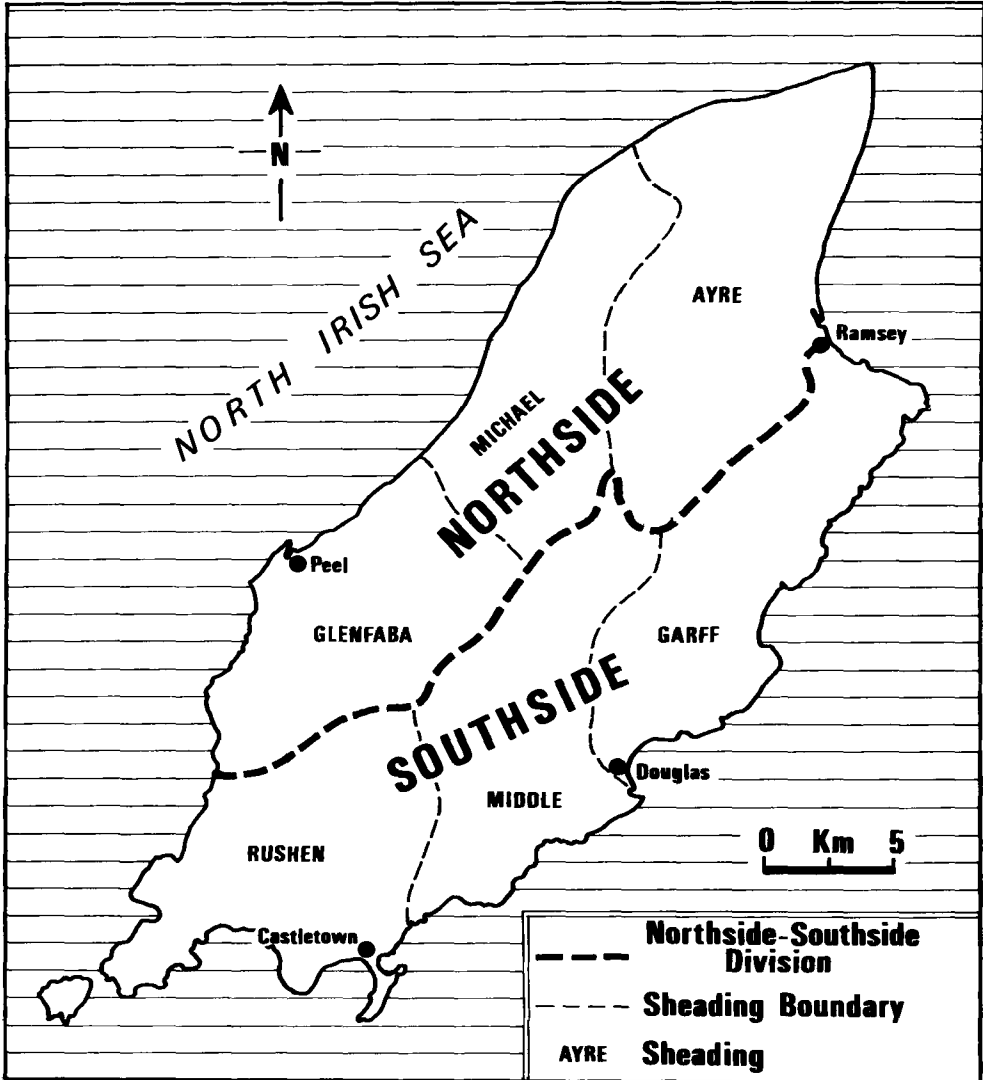 N
NORTH IRISH SEA
AYRE
Ramsey
MICHAEL
NORTHSIDE
Peel
GLENFABA
GARFF
SOUTHSIDE
Douglas
MIDDLE
RUSHEN
0 Km 5
Castletown
Northside-Southside
Division
Sheading Boundary
AYRE Sheading